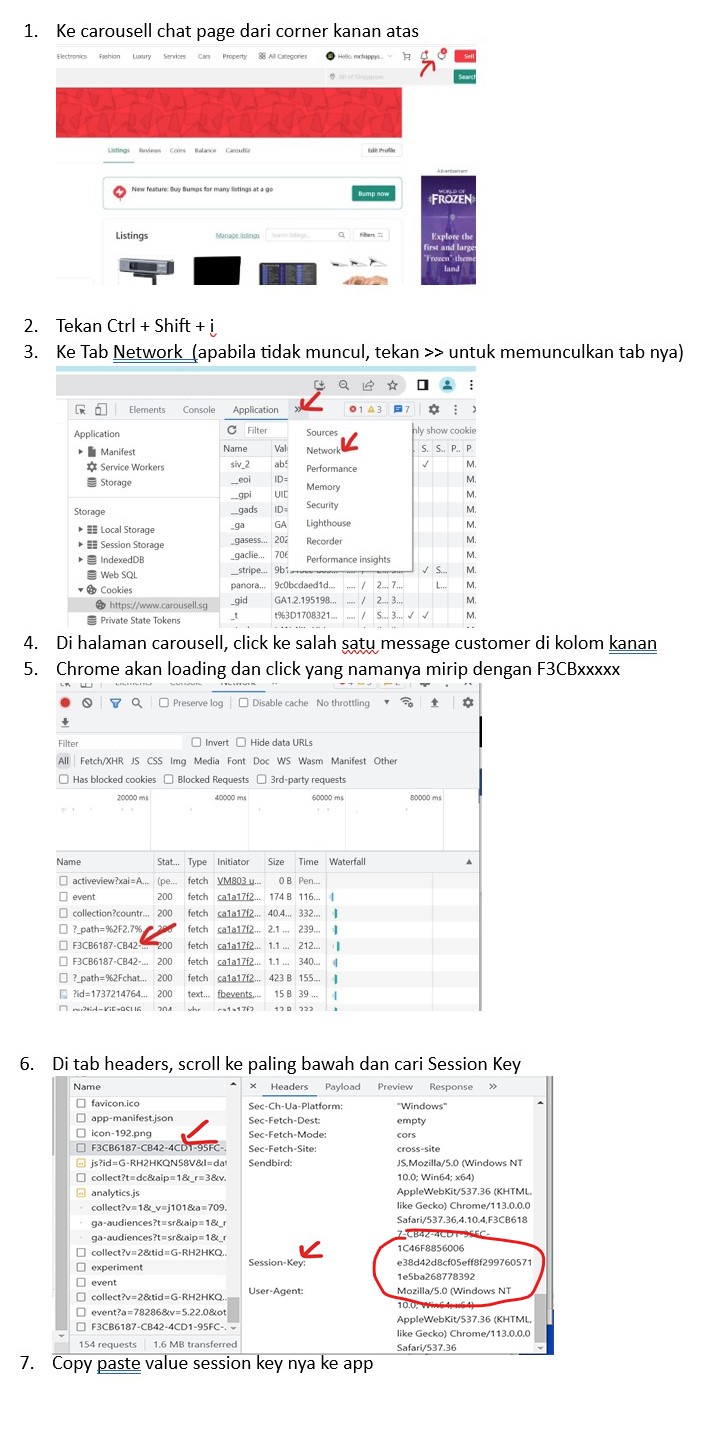 1. Ke carousell chat page dari corner kanan atas
Electronics Fashion Luxury Services Cars Property All Categories Hello, mrhappys... Sell
All of Singapore Search
Listings Reviews Coins Balance Carousell Edit Profile
Advertisement
New feature: Buy Bumps for many listings at a go Bump now
WORLD OF
FROZEN
Listings Manage listings Search listings... Filters
Explore the
first and large
'Frozen' theme
land
2. Tekan Ctrl + Shift + i
3. Ke Tab Network (apabila tidak muncul, tekan >> untuk memunculkan tab nya)
Elements Console Application » 1 3 7
Application Filter only show cookie
Manifest
Service Workers
Storage
Storage
Local Storage
Session Storage
IndexedDB
Web SQL
Cookies
https://www.carousell.sg
Private State Tokens
Name Val S. S.. P.. P
siv_2 ab5 ✓ M.
__eoi ID= M.
__gpi UID M.
__gads ID= M.
_ga GA M.
_gasess... 202 M.
_gaclie... 706 M.
__stripe... ✓ S... M.
panora... 9c0bcdaed1d... .... / 2... 7... L... M.
_gid GA1.2.195198... .... / 2... 3... M.
_t t%3D1708321... .... / S... 3... ✓ ✓ M.
Sources
Network
Performance
Memory
Security
Lighthouse
Recorder
Performance insights
4. Di halaman carousell, click ke salah satu message customer di kolom kanan
5. Chrome akan loading dan click yang namanya mirip dengan F3CBxxxxx
Preserve log Disable cache No throttling
Filter Invert Hide data URLs
All Fetch/XHR JS CSS Img Media Font Doc WS Wasm Manifest Other
Has blocked cookies Blocked Requests 3rd-party requests
20000 ms 40000 ms 60000 ms 80000 ms
Name Stat... Type Initiator Size Time Waterfall
activeview?xai=A... (pe... fetch VM803 u... 0 B Pen...
event 200 fetch ca1a17f2... 174 B 116...
collection?countr... 200 fetch ca1a17f2... 40.4... 332...
?_path=%2F2.7%... 200 fetch ca1a17f2... 2.1 ... 239...
F3CB6187-CB42-... 200 fetch ca1a17f2... 1.1 ... 212...
F3CB6187-CB42-... 200 fetch ca1a17f2... 1.1 ... 340...
?_path=%2Fchat... 200 fetch ca1a17f2... 423 B 155...
?id=1737214764... 200 text... fbevents.... 15 B 39 ...
6. Di tab headers, scroll ke paling bawah dan cari Session Key
Name × Headers Payload Preview Response »
favicon.ico
app-manifest.json
icon-192.png
F3CB6187-CB42-4CD1-95FC-.
js?id=G-RH2HKQN58V&l=dat
collect?t=dc&aip=1&_r=3&v.
analytics.js
collect?v=1&_v=j101&a=709.
ga-audiences?t=sr&aip=1&_r
ga-audiences?t=sr&aip=1&_r
collect?v=2&tid=G-RH2HKQ..
experiment
event
collect?v=2&tid=G-RH2HKQ..
event?a=78286&v=5.22.0&ot
F3CB6187-CB42-4CD1-95FC-.
154 requests 1.6 MB transferred
Sec-Ch-Ua-Platform: "Windows"
Sec-Fetch-Dest: empty
Sec-Fetch-Mode: cors
Sec-Fetch-Site: cross-site
Sendbird: JS,Mozilla/5.0 (Windows NT
10.0; Win64; x64)
AppleWebKit/537.36 (KHTML,
like Gecko) Chrome/113.0.0.0
Safari/537.36,4.10.4,F3CB618
7-CB42-4CD1-95FC-
1C46F8856006
Session-Key: e38d42d8cf05eff8f299760571
1e5ba268778392
User-Agent: Mozilla/5.0 (Windows NT
10.0; Win64; x64)
AppleWebKit/537.36 (KHTML,
like Gecko) Chrome/113.0.0.0
Safari/537.36
7. Copy paste value session key nya ke app